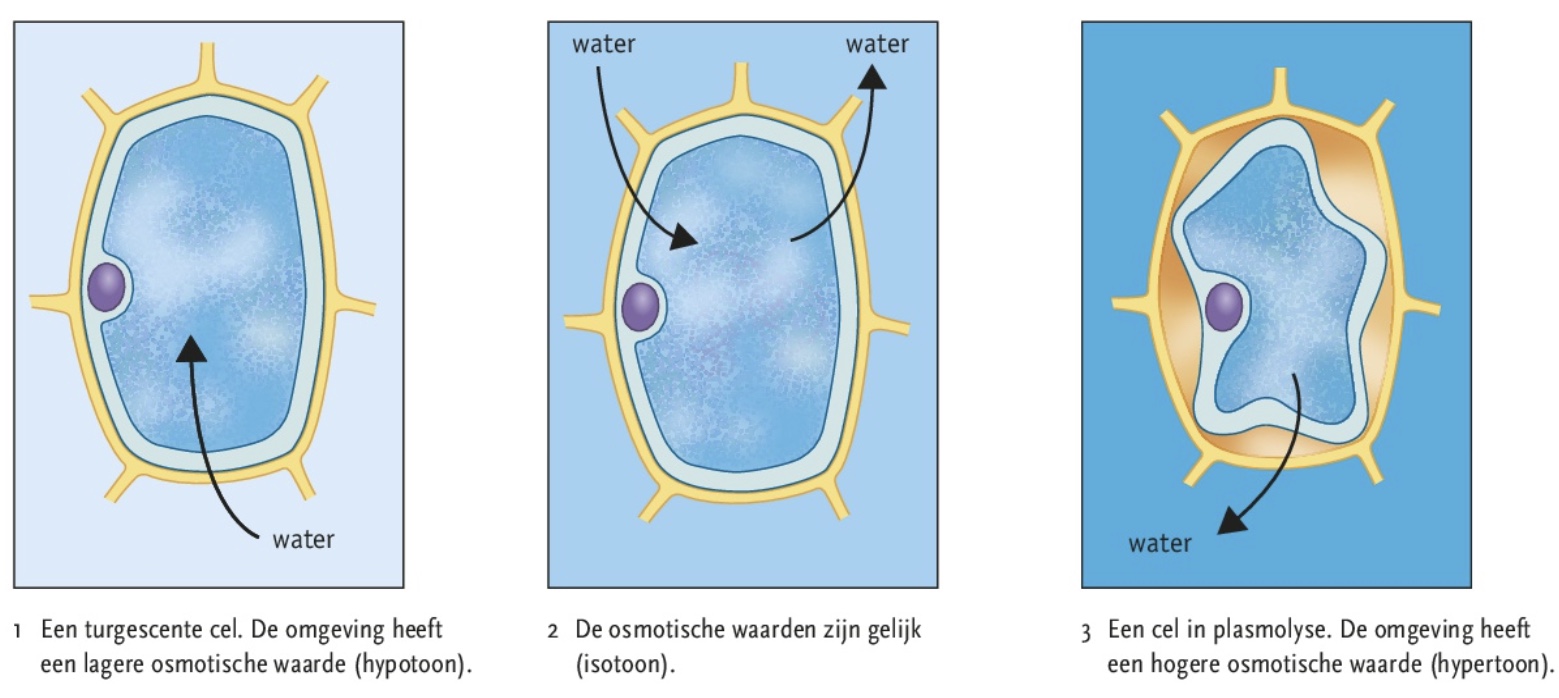 water
water
water
water
1 Een turgescente cel. De omgeving heeft
een lagere osmotische waarde (hypotoon).
2 De osmotische waarden zijn gelijk
(isotoon).
3 Een cel in plasmolyse. De omgeving heeft
een hogere osmotische waarde (hypertoon).